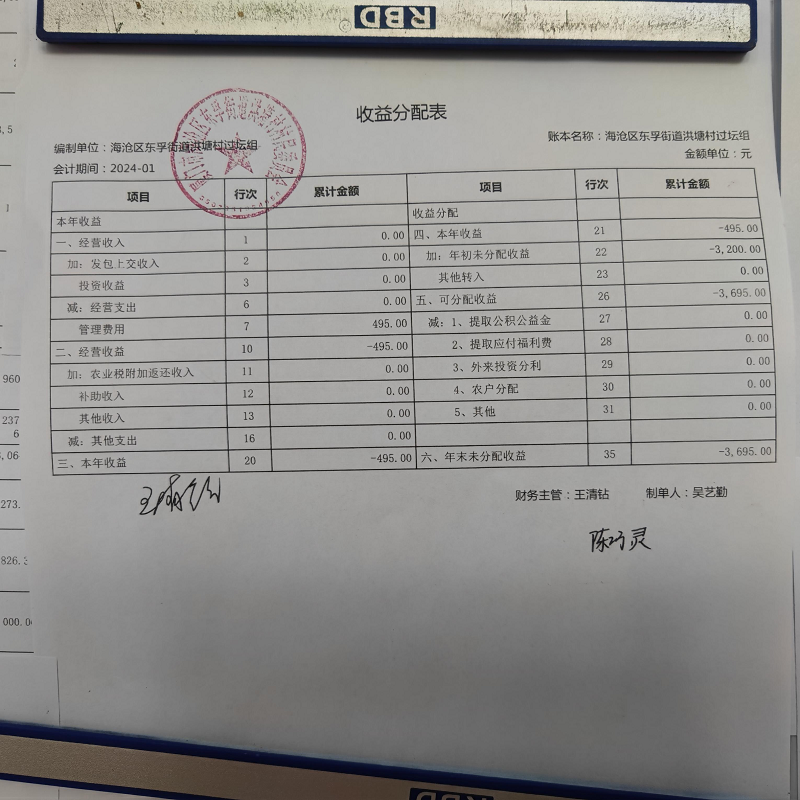 RBD
收益分配表
编制单位：海沧区东孚街道洪塘村过坛组
账本名称：海沧区东孚街道洪塘村过坛组
会计期间：2024-01
金额单位：元
项目 行次 累计金额 项目 行次 累计金额
本年收益 收益分配
一、经营收入 1 0.00 四、本年收益 21 -495.00
加：发包上交收入 2 0.00 加：年初未分配收益 22 -3,200.00
投资收益 3 0.00 其他转入 23 0.00
减：经营支出 6 0.00 五、可分配收益 26 -3,695.00
管理费用 7 495.00 减：1、提取公积公益金 27 0.00
二、经营收益 10 -495.00 2、提取应付福利费 28 0.00
加：农业税附加返还收入 11 0.00 3、外来投资分利 29 0.00
补助收入 12 0.00 4、农户分配 30 0.00
其他收入 13 0.00 5、其他 31 0.00
减：其他支出 16 0.00
三、本年收益 20 -495.00 六、年末未分配收益 35 -3,695.00
财务主管：王清钻 制单人：吴艺勤
陈巧灵
960
237
6
273.
826.
RBD